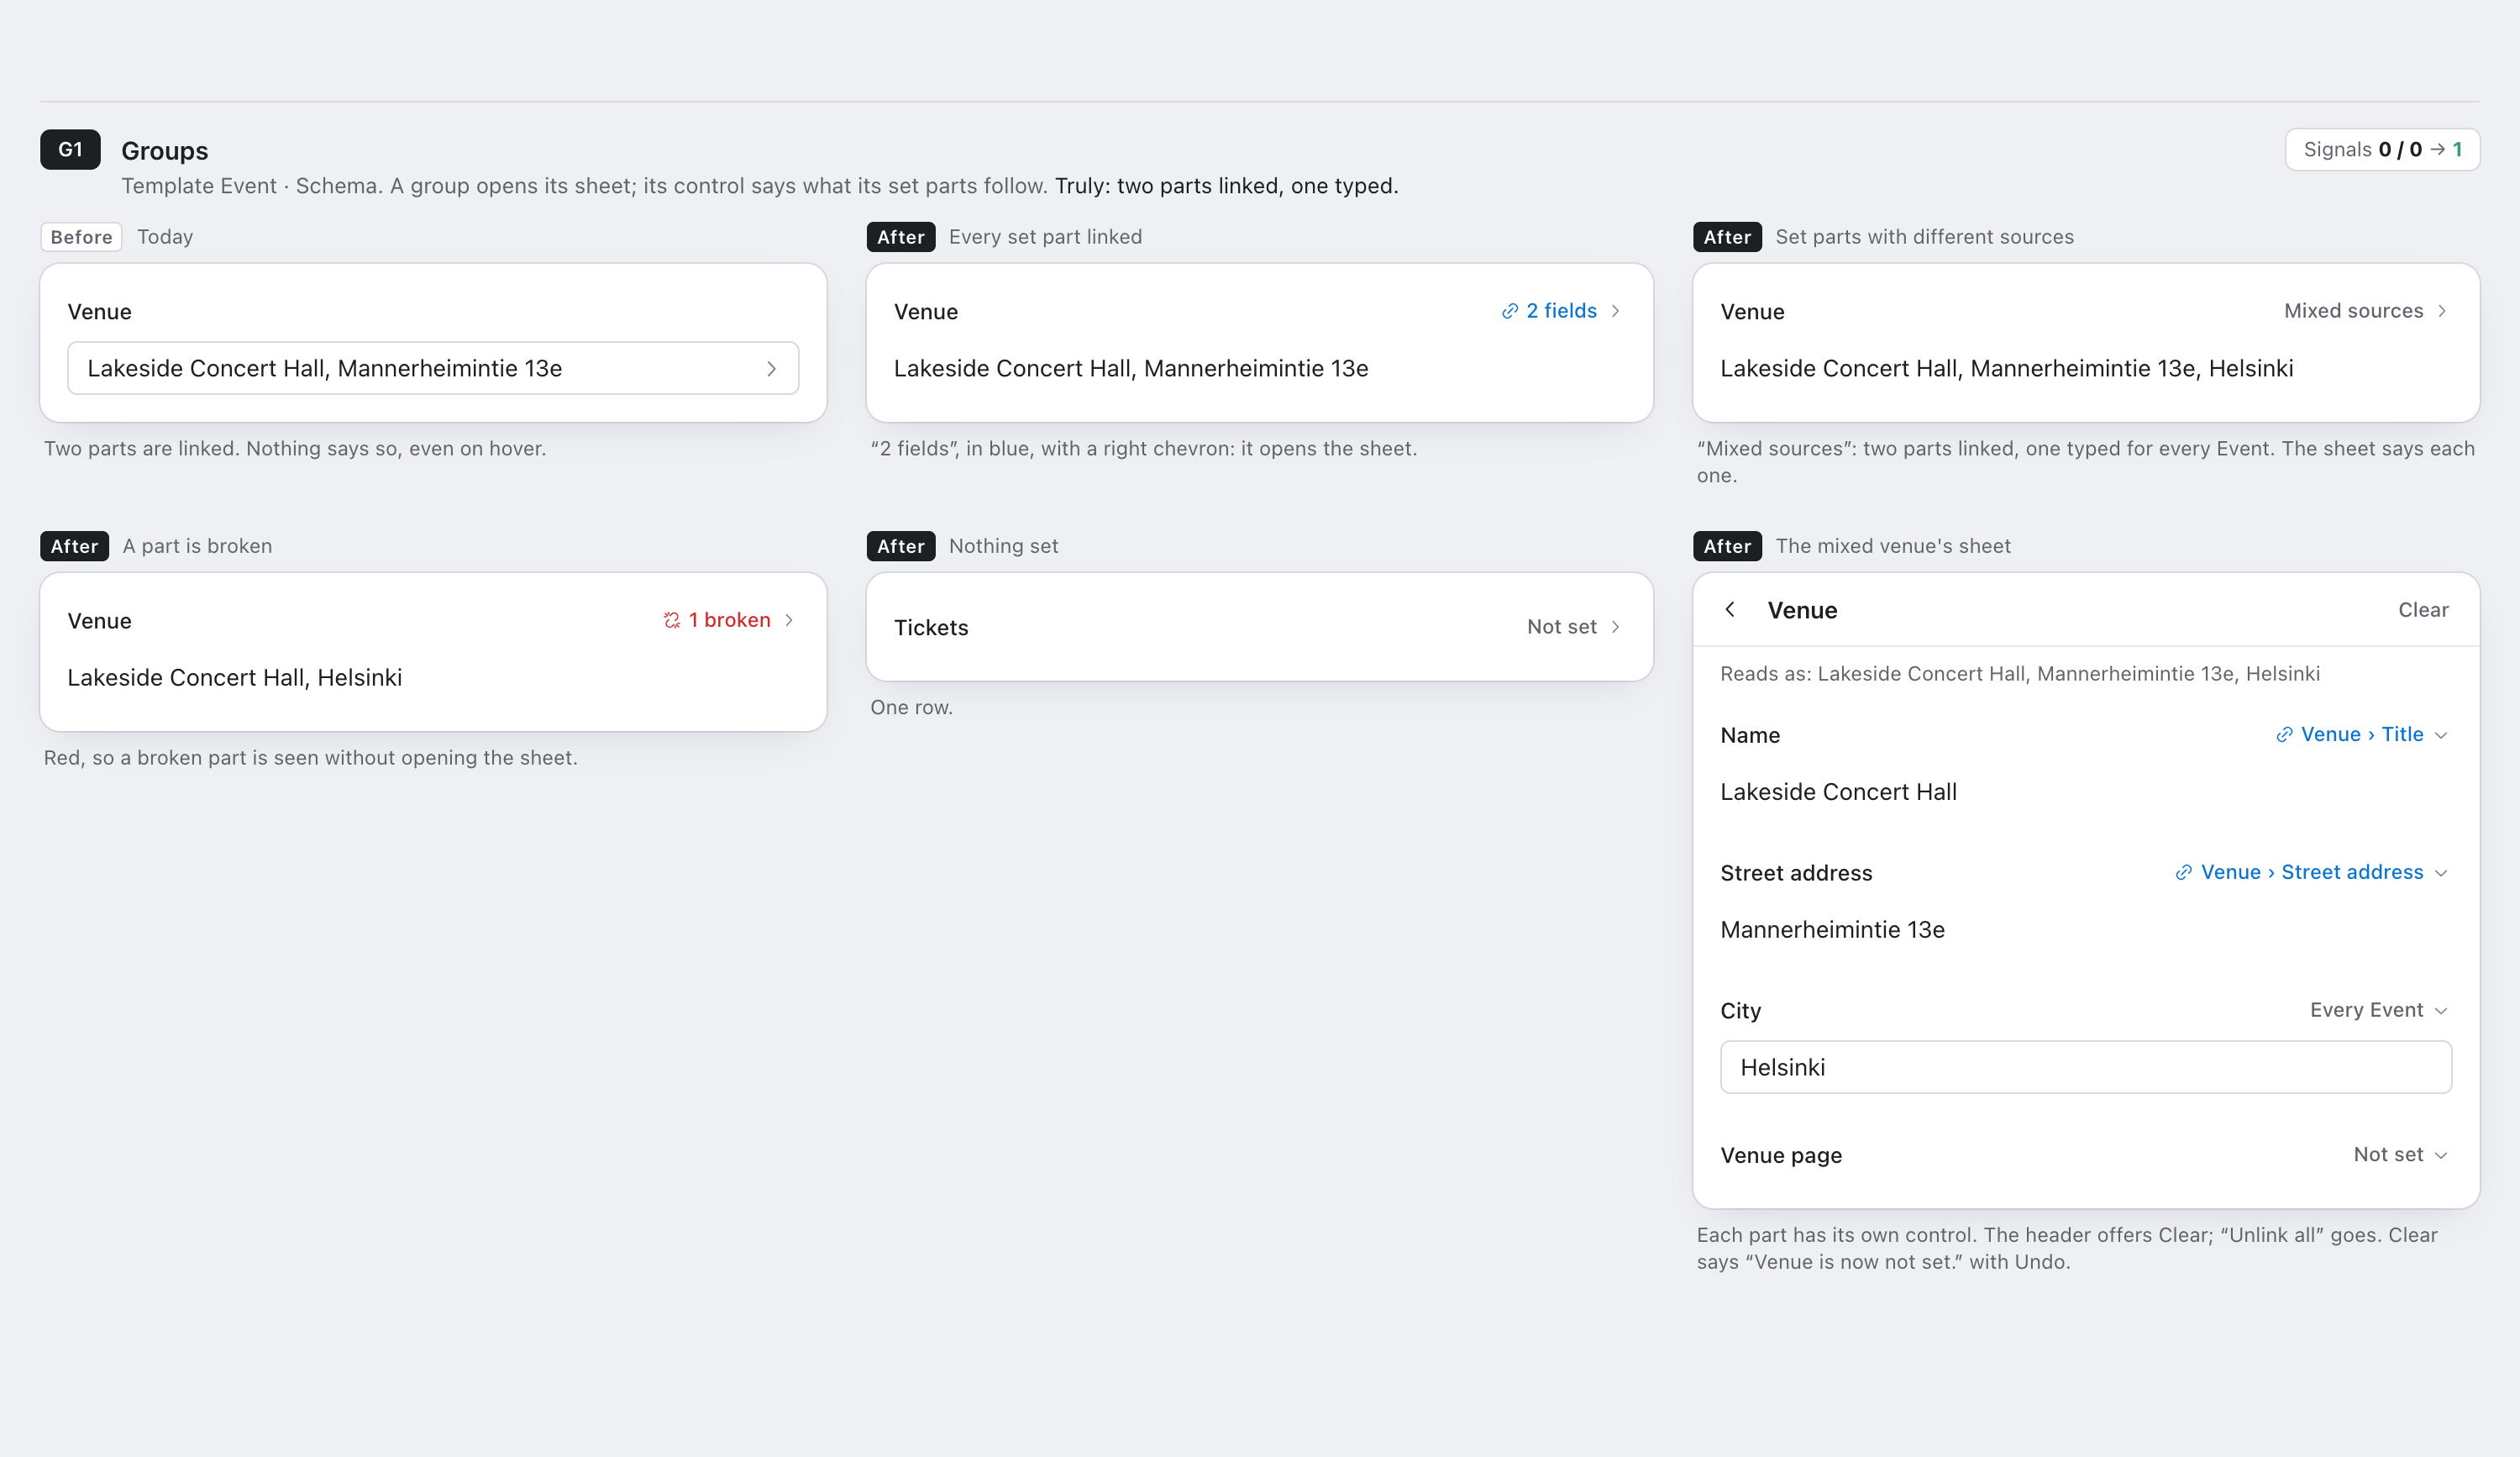 G1
Groups
Signals 0 / 0 → 1
Template Event · Schema. A group opens its sheet; its control says what its set parts follow. Truly: two parts linked, one typed.
Before Today
Venue
Lakeside Concert Hall, Mannerheimintie 13e
Two parts are linked. Nothing says so, even on hover.
After Every set part linked
Venue
2 fields
Lakeside Concert Hall, Mannerheimintie 13e
“2 fields”, in blue, with a right chevron: it opens the sheet.
After Set parts with different sources
Venue
Mixed sources
Lakeside Concert Hall, Mannerheimintie 13e, Helsinki
“Mixed sources”: two parts linked, one typed for every Event. The sheet says each
one.
After A part is broken
Venue
1 broken
Lakeside Concert Hall, Helsinki
Red, so a broken part is seen without opening the sheet.
After Nothing set
Tickets
Not set
One row.
After The mixed venue's sheet
Venue
Clear
Reads as: Lakeside Concert Hall, Mannerheimintie 13e, Helsinki
Name
Venue › Title
Lakeside Concert Hall
Street address
Venue › Street address
Mannerheimintie 13e
City
Every Event
Helsinki
Venue page
Not set
Each part has its own control. The header offers Clear; “Unlink all” goes. Clear
says “Venue is now not set.” with Undo.